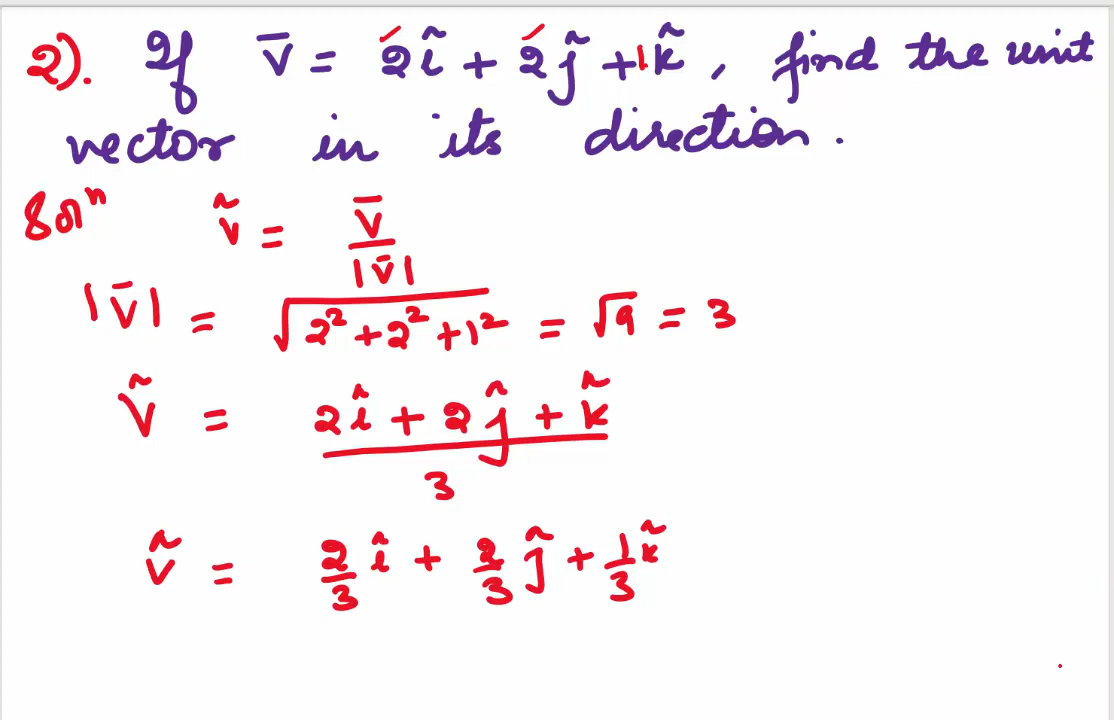 2). If v̅ = 2î + 2ĵ + 1k̂, find the unit
vector in its direction.
Solⁿ v̂ = v̅/|v̅|
|v̅| = √(2² + 2² + 1²) = √9 = 3
v̂ = (2î + 2ĵ + k̂)/3
v̂ = 2/3 î + 2/3 ĵ + 1/3 k̂